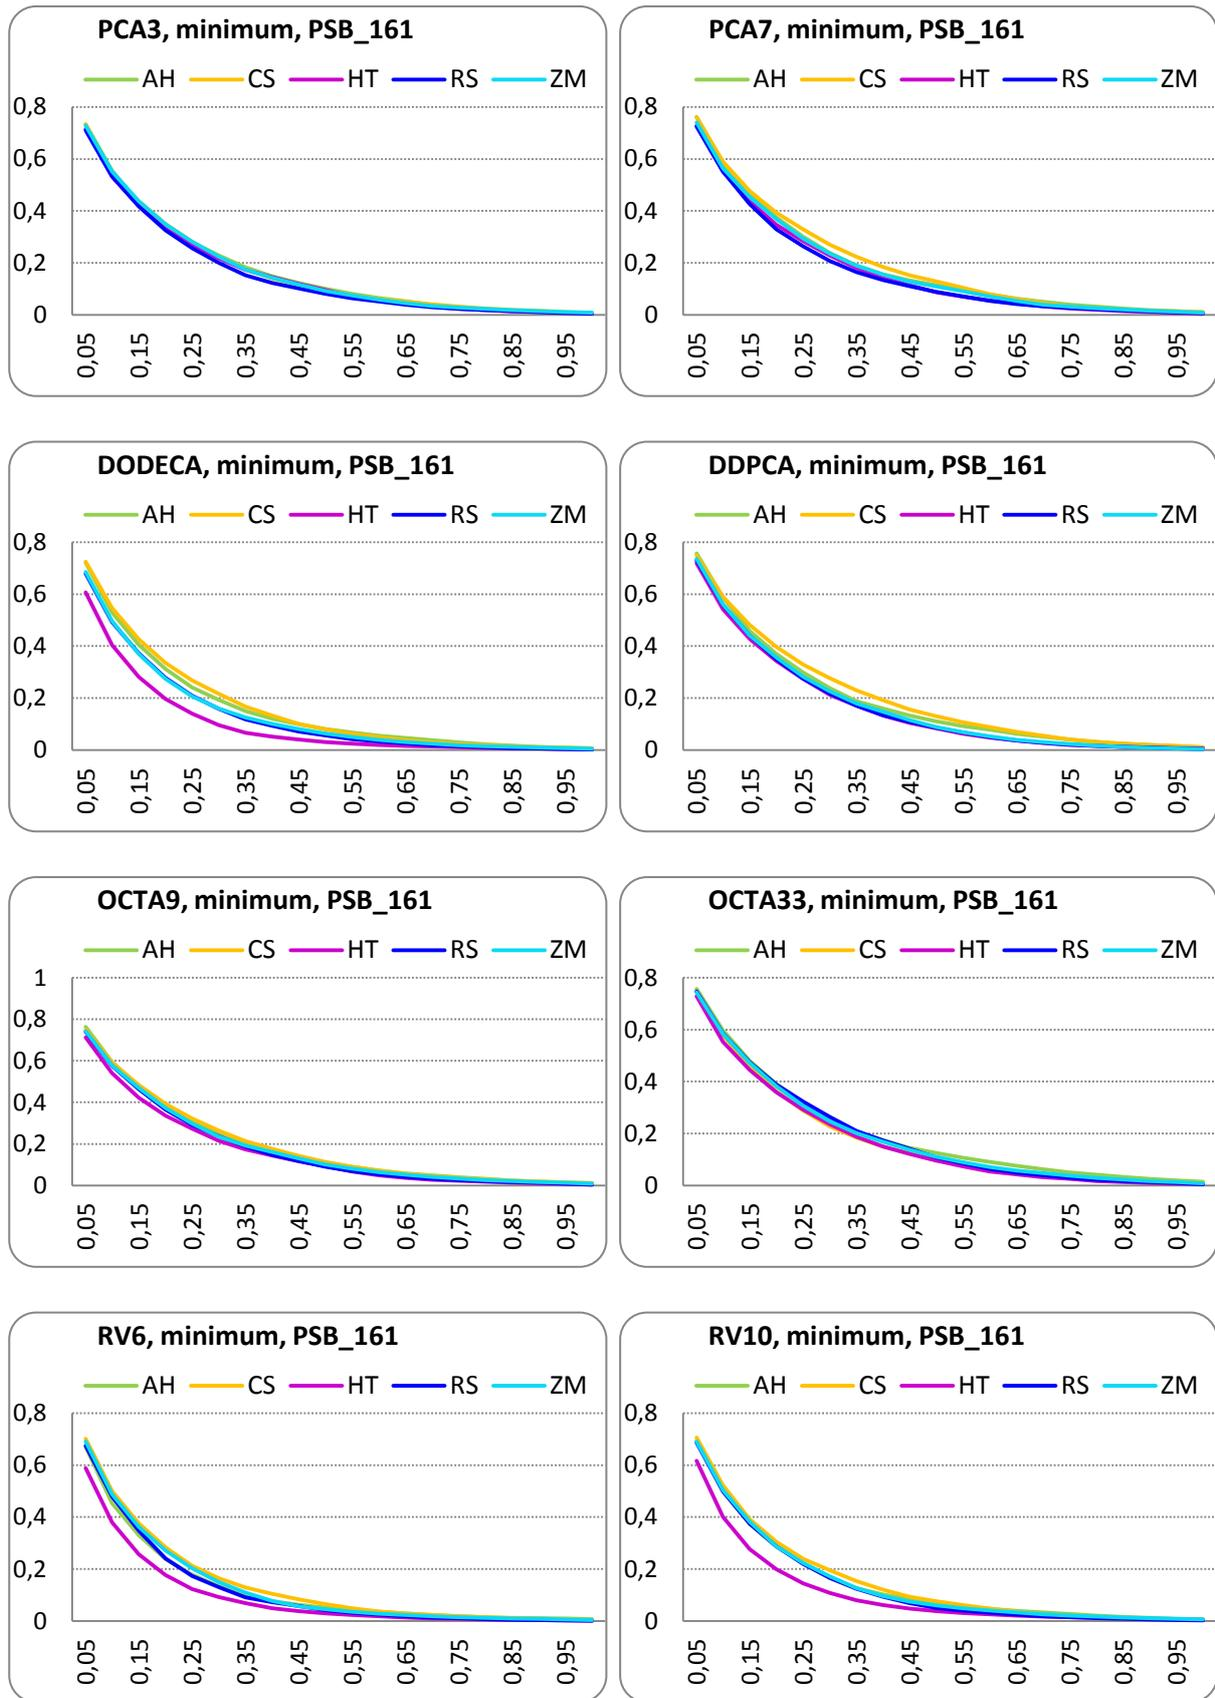 PCA3, minimum, PSB_161
AH CS HT RS ZM
0,8
0,6
0,4
0,2
0
0,05 0,15 0,25 0,35 0,45 0,55 0,65 0,75 0,85 0,95
PCA7, minimum, PSB_161
AH CS HT RS ZM
0,8
0,6
0,4
0,2
0
0,05 0,15 0,25 0,35 0,45 0,55 0,65 0,75 0,85 0,95
DODECA, minimum, PSB_161
AH CS HT RS ZM
0,8
0,6
0,4
0,2
0
0,05 0,15 0,25 0,35 0,45 0,55 0,65 0,75 0,85 0,95
DDPCA, minimum, PSB_161
AH CS HT RS ZM
0,8
0,6
0,4
0,2
0
0,05 0,15 0,25 0,35 0,45 0,55 0,65 0,75 0,85 0,95
OCTA9, minimum, PSB_161
AH CS HT RS ZM
1
0,8
0,6
0,4
0,2
0
0,05 0,15 0,25 0,35 0,45 0,55 0,65 0,75 0,85 0,95
OCTA33, minimum, PSB_161
AH CS HT RS ZM
0,8
0,6
0,4
0,2
0
0,05 0,15 0,25 0,35 0,45 0,55 0,65 0,75 0,85 0,95
RV6, minimum, PSB_161
AH CS HT RS ZM
0,8
0,6
0,4
0,2
0
0,05 0,15 0,25 0,35 0,45 0,55 0,65 0,75 0,85 0,95
RV10, minimum, PSB_161
AH CS HT RS ZM
0,8
0,6
0,4
0,2
0
0,05 0,15 0,25 0,35 0,45 0,55 0,65 0,75 0,85 0,95